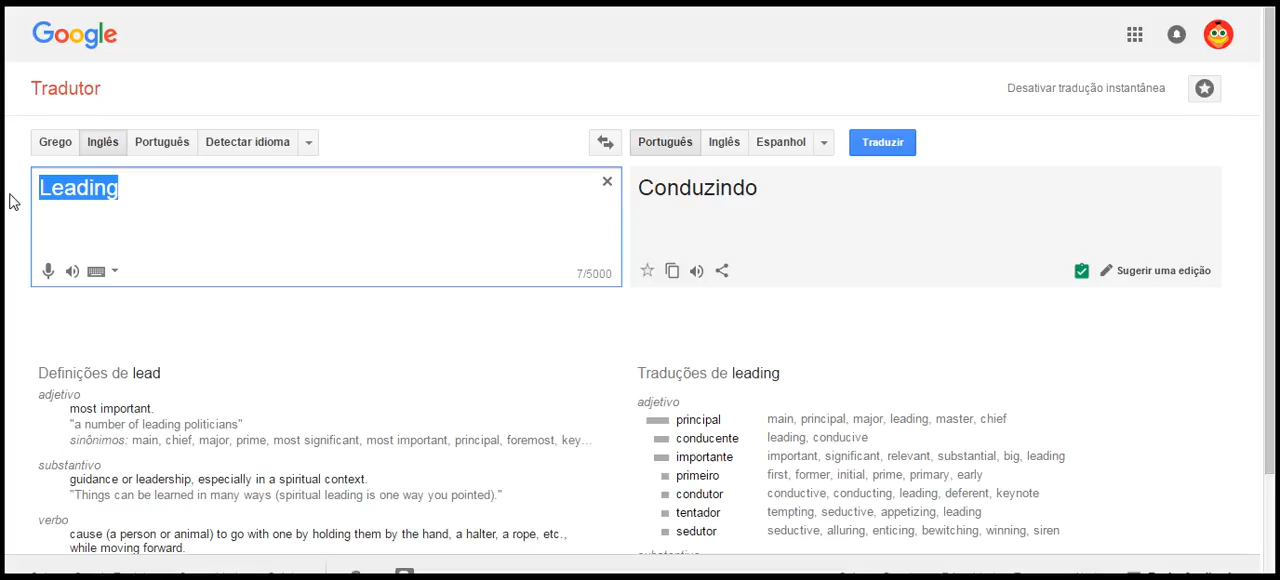 Google
Tradutor
Desativar tradução instantânea
Grego Inglês Português Detectar idioma
Português Inglês Espanhol Traduzir
Leading
7/5000
Conduzindo
Sugerir uma edição
Definições de lead
adjetivo
most important.
"a number of leading politicians"
sinônimos: main, chief, major, prime, most significant, most important, principal, foremost, key...
substantivo
guidance or leadership, especially in a spiritual context.
"Things can be learned in many ways (spiritual leading is one way you pointed)."
verbo
cause (a person or animal) to go with one by holding them by the hand, a halter, a rope, etc.,
while moving forward.
Traduções de leading
adjetivo
principal main, principal, major, leading, master, chief
conducente leading, conducive
importante important, significant, relevant, substantial, big, leading
primeiro first, former, initial, prime, primary, early
condutor conductive, conducting, leading, deferent, keynote
tentador tempting, seductive, appetizing, leading
sedutor seductive, alluring, enticing, bewitching, winning, siren